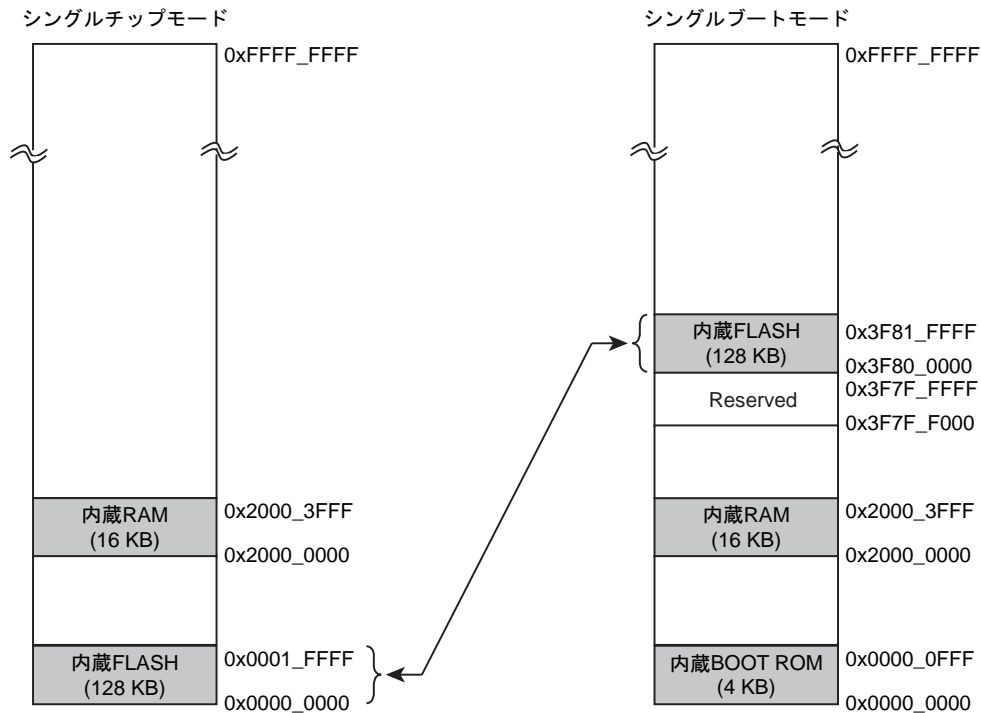 シングルチップモード
0xFFFF_FFFF
内蔵RAM
(16 KB)
0x2000_3FFF
0x2000_0000
内蔵FLASH
(128 KB)
0x0001_FFFF
0x0000_0000
シングルブートモード
0xFFFF_FFFF
内蔵FLASH
(128 KB)
0x3F81_FFFF
0x3F80_0000
Reserved
0x3F7F_FFFF
0x3F7F_F000
内蔵RAM
(16 KB)
0x2000_3FFF
0x2000_0000
内蔵BOOT ROM
(4 KB)
0x0000_0FFF
0x0000_0000